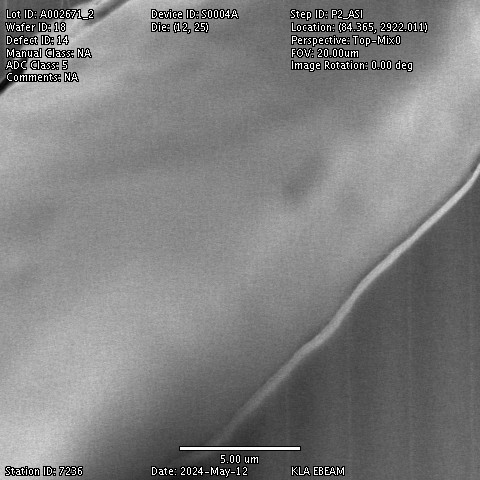 Lot ID: A002671_2
Wafer ID: 18
Defect ID: 14
Manual Class: NA
ADC Class: 5
Comments: NA
Device ID: S0004A
Die: (12, 25)
Step ID: P2_ASI
Location: (84.365, 2922.011)
Perspective: Top-Mix0
FOV: 20.00um
Image Rotation: 0.00 deg
5.00 um
Station ID: 7236
Date: 2024-May-12
KLA EBEAM